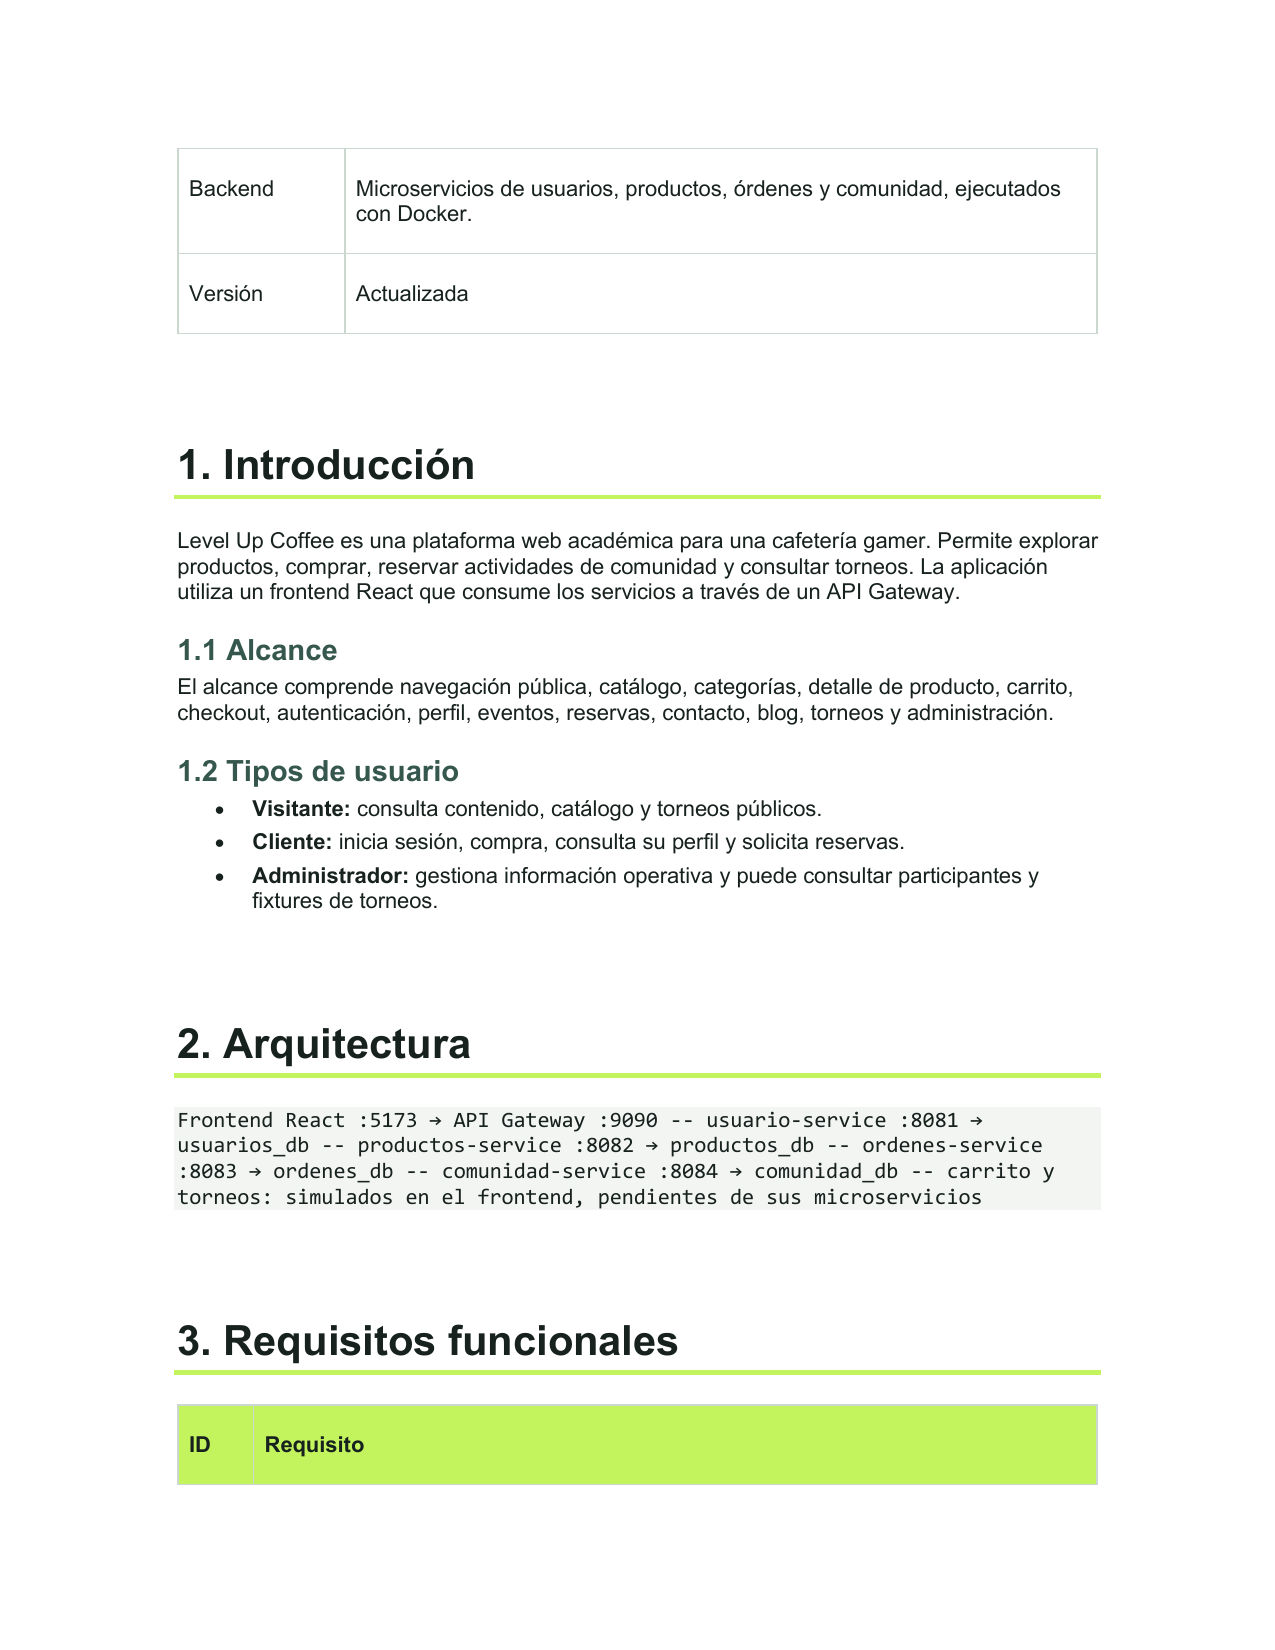 Backend
Microservicios de usuarios, productos, órdenes y comunidad, ejecutados
con Docker.
Versión
Actualizada
1. Introducción
Level Up Coffee es una plataforma web académica para una cafetería gamer. Permite explorar
productos, comprar, reservar actividades de comunidad y consultar torneos. La aplicación
utiliza un frontend React que consume los servicios a través de un API Gateway.
1.1 Alcance
El alcance comprende navegación pública, catálogo, categorías, detalle de producto, carrito,
checkout, autenticación, perfil, eventos, reservas, contacto, blog, torneos y administración.
1.2 Tipos de usuario
• Visitante: consulta contenido, catálogo y torneos públicos.
• Cliente: inicia sesión, compra, consulta su perfil y solicita reservas.
• Administrador: gestiona información operativa y puede consultar participantes y
fixtures de torneos.
2. Arquitectura
Frontend React :5173 → API Gateway :9090 -- usuario-service :8081 →
usuarios_db -- productos-service :8082 → productos_db -- ordenes-service
:8083 → ordenes_db -- comunidad-service :8084 → comunidad_db -- carrito y
torneos: simulados en el frontend, pendientes de sus microservicios
3. Requisitos funcionales
ID Requisito